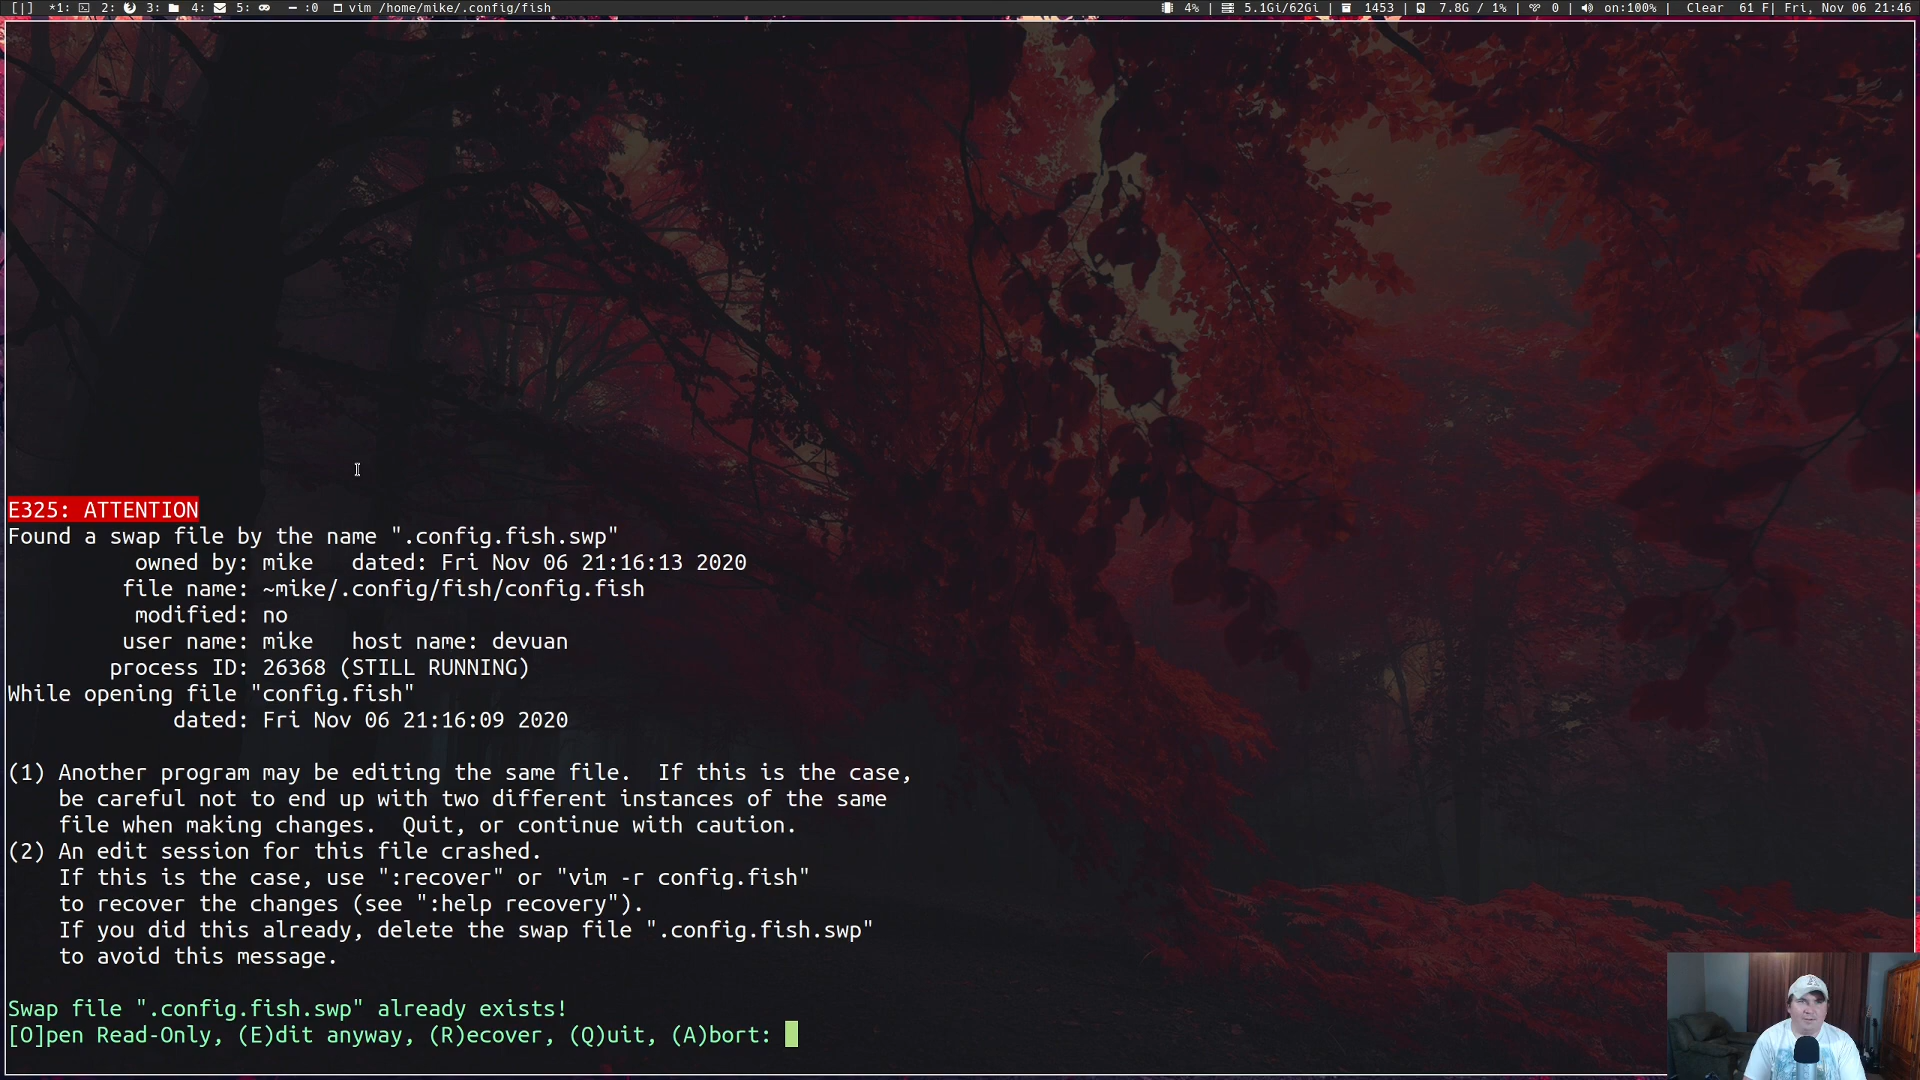 [|] *1: 2: 3: 4: 5: — :0 vim /home/mike/.config/fish 4% | 5.1Gi/62Gi | 1453 | 7.8G / 1% | 0 | on:100% | Clear 61 F| Fri, Nov 06 21:46
E325: ATTENTION
Found a swap file by the name ".config.fish.swp"
owned by: mike dated: Fri Nov 06 21:16:13 2020
file name: ~mike/.config/fish/config.fish
modified: no
user name: mike host name: devuan
process ID: 26368 (STILL RUNNING)
While opening file "config.fish"
dated: Fri Nov 06 21:16:09 2020
(1) Another program may be editing the same file. If this is the case,
be careful not to end up with two different instances of the same
file when making changes. Quit, or continue with caution.
(2) An edit session for this file crashed.
If this is the case, use ":recover" or "vim -r config.fish"
to recover the changes (see ":help recovery").
If you did this already, delete the swap file ".config.fish.swp"
to avoid this message.
Swap file ".config.fish.swp" already exists!
[O]pen Read-Only, (E)dit anyway, (R)ecover, (Q)uit, (A)bort: